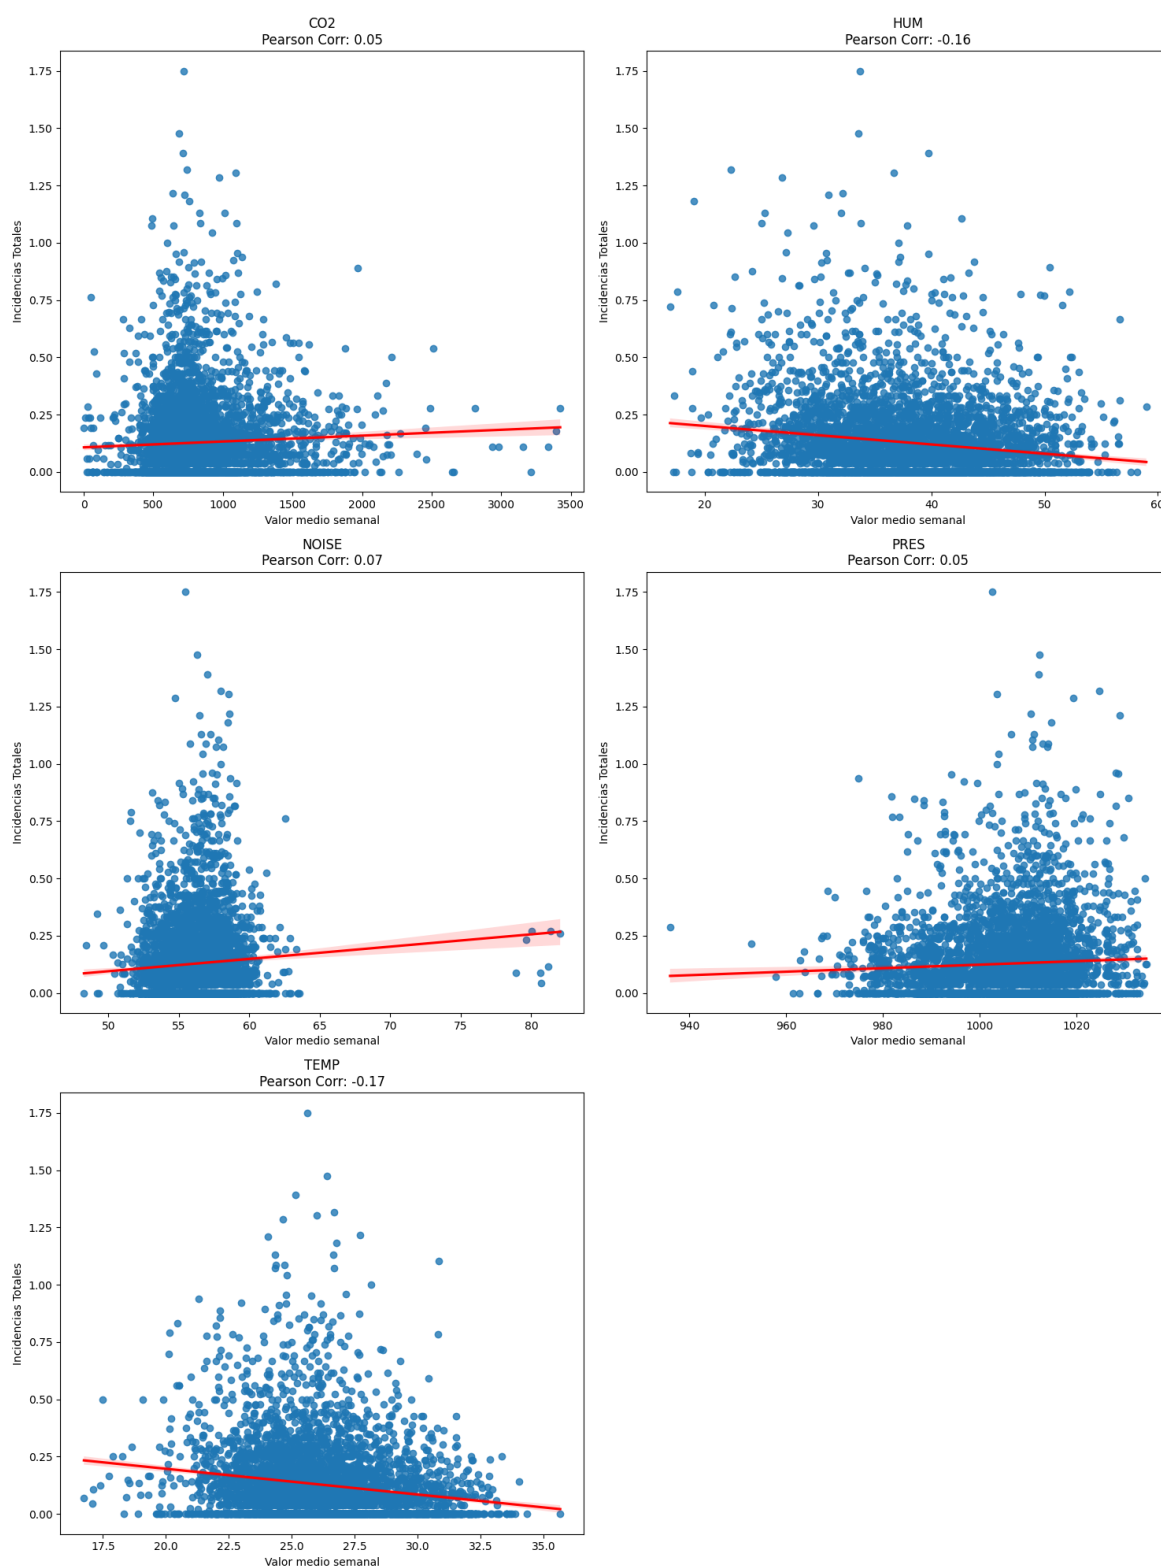 CO2
Pearson Corr: 0.05
1.75
1.50
1.25
1.00
0.75
0.50
0.25
0.00
Incidencias Totales
0 500 1000 1500 2000 2500 3000 3500
Valor medio semanal
HUM
Pearson Corr: -0.16
1.75
1.50
1.25
1.00
0.75
0.50
0.25
0.00
Incidencias Totales
20 30 40 50 60
Valor medio semanal
NOISE
Pearson Corr: 0.07
1.75
1.50
1.25
1.00
0.75
0.50
0.25
0.00
Incidencias Totales
50 55 60 65 70 75 80
Valor medio semanal
PRES
Pearson Corr: 0.05
1.75
1.50
1.25
1.00
0.75
0.50
0.25
0.00
Incidencias Totales
940 960 980 1000 1020
Valor medio semanal
TEMP
Pearson Corr: -0.17
1.75
1.50
1.25
1.00
0.75
0.50
0.25
0.00
Incidencias Totales
17.5 20.0 22.5 25.0 27.5 30.0 32.5 35.0
Valor medio semanal